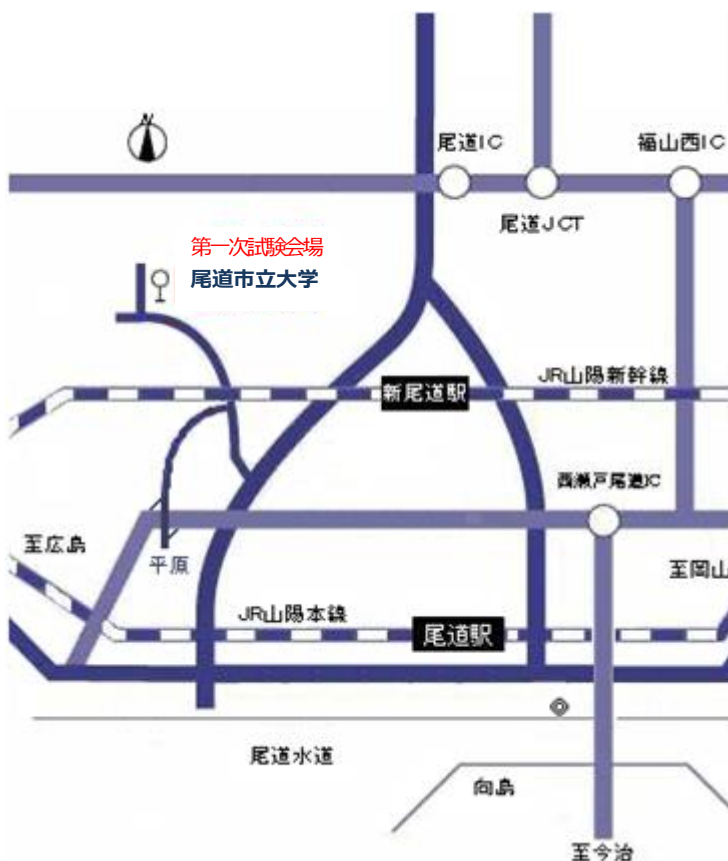 N
尾道IC
福山西IC
尾道JCT
第一次試験会場
尾道市立大学
JR山陽新幹線
新尾道駅
西瀬戸尾道IC
至広島
平原
至岡山
JR山陽本線
尾道駅
尾道水道
向島
至今治